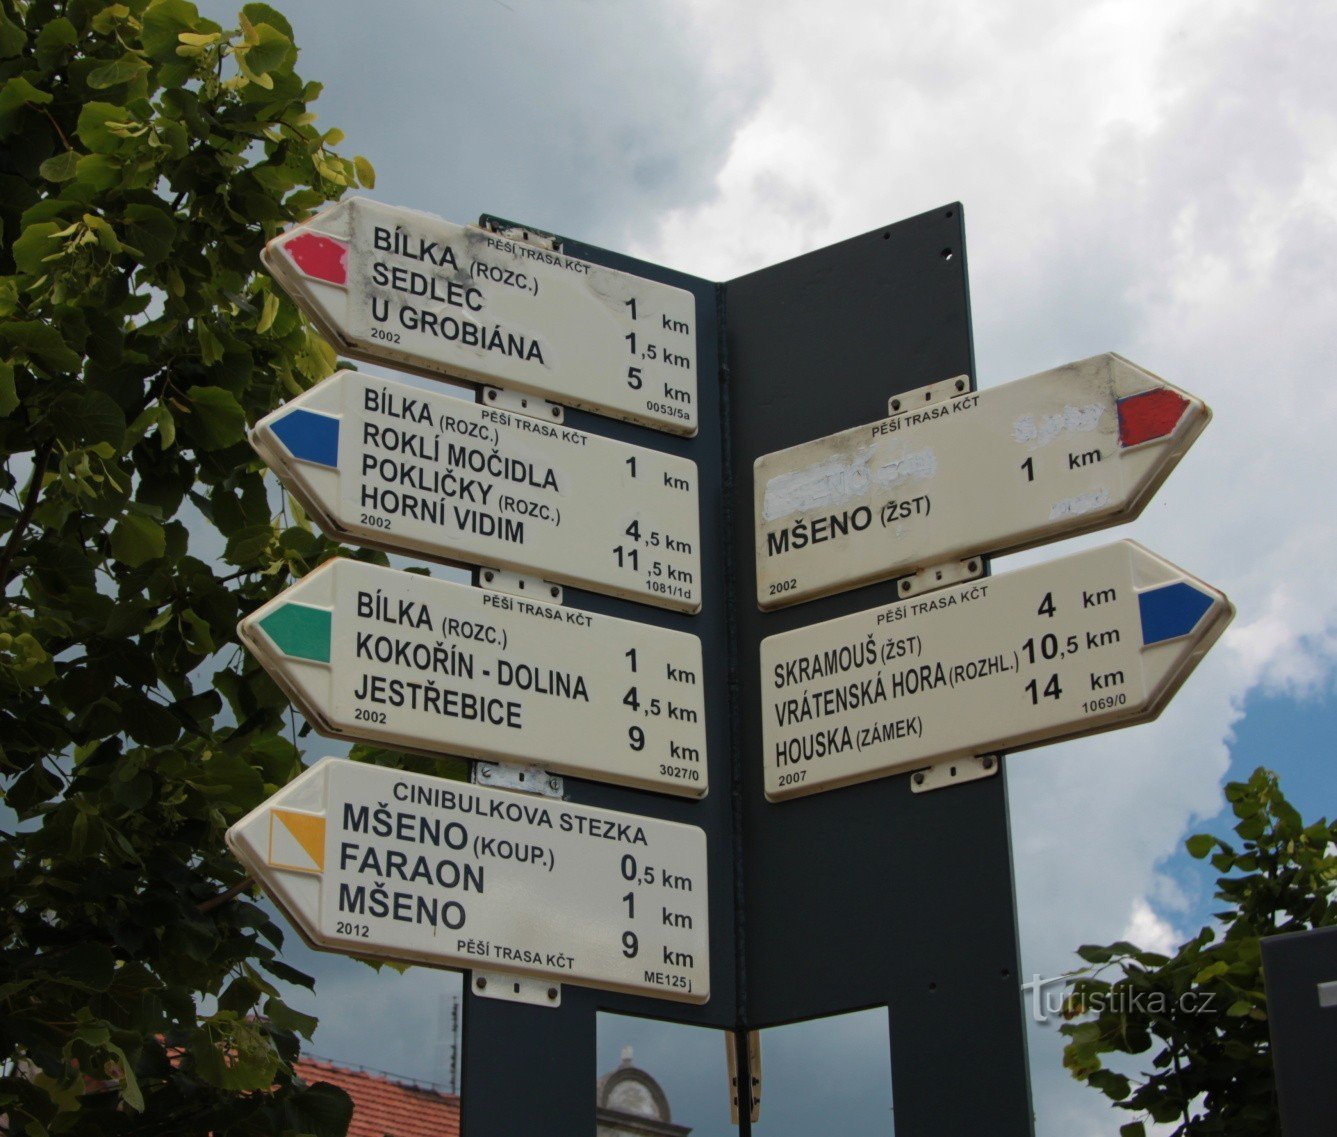 PĚŠÍ TRASA KČT
BÍLKA (ROZC.) 1 km
SEDLEC 1,5 km
U GROBIÁNA 5 km
2002 0053/5a
PĚŠÍ TRASA KČT
BÍLKA (ROZC.) 1 km
ROKLÍ MOČIDLA
POKLIČKY (ROZC.) 4,5 km
HORNÍ VIDIM 11,5 km
2002 1081/1d
PĚŠÍ TRASA KČT
BÍLKA (ROZC.) 1 km
KOKOŘÍN - DOLINA 4,5 km
JESTŘEBICE 9 km
2002 3027/0
CINIBULKOVA STEZKA
MŠENO (KOUP.) 0,5 km
FARAON 1 km
MŠENO 9 km
2012 PĚŠÍ TRASA KČT ME125j
PĚŠÍ TRASA KČT
MŠENO (ŽST) 1 km
2002
PĚŠÍ TRASA KČT
SKRAMOUŠ (ŽST) 4 km
VRÁTENSKÁ HORA (ROZHL.) 10,5 km
HOUSKA (ZÁMEK) 14 km
2007 1069/0
turistika.cz